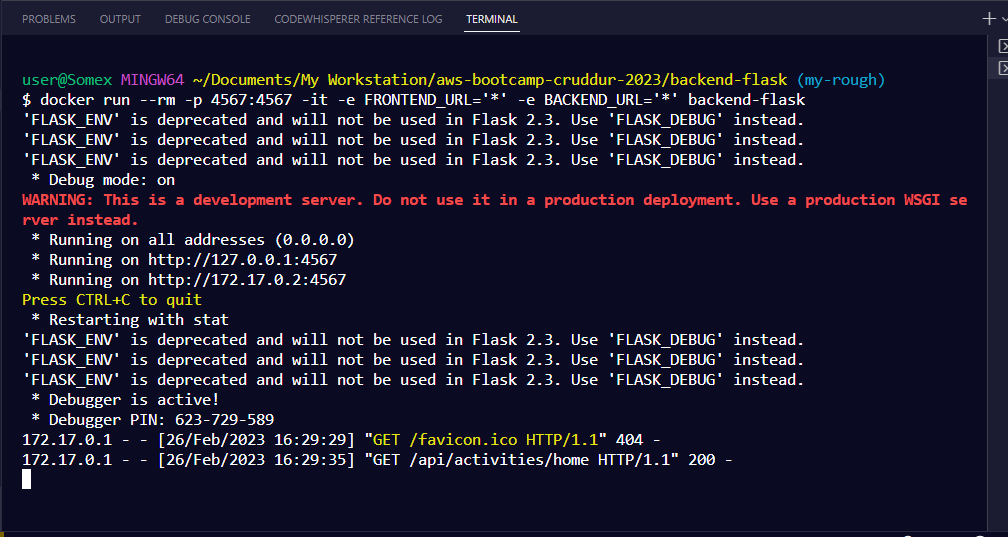 PROBLEMS OUTPUT DEBUG CONSOLE CODEWHISPERER REFERENCE LOG TERMINAL
user@Somex MINGW64 ~/Documents/My Workstation/aws-bootcamp-cruddur-2023/backend-flask (my-rough)
$ docker run --rm -p 4567:4567 -it -e FRONTEND_URL='*' -e BACKEND_URL='*' backend-flask
'FLASK_ENV' is deprecated and will not be used in Flask 2.3. Use 'FLASK_DEBUG' instead.
'FLASK_ENV' is deprecated and will not be used in Flask 2.3. Use 'FLASK_DEBUG' instead.
'FLASK_ENV' is deprecated and will not be used in Flask 2.3. Use 'FLASK_DEBUG' instead.
 * Debug mode: on
WARNING: This is a development server. Do not use it in a production deployment. Use a production WSGI se
rver instead.
 * Running on all addresses (0.0.0.0)
 * Running on http://127.0.0.1:4567
 * Running on http://172.17.0.2:4567
Press CTRL+C to quit
 * Restarting with stat
'FLASK_ENV' is deprecated and will not be used in Flask 2.3. Use 'FLASK_DEBUG' instead.
'FLASK_ENV' is deprecated and will not be used in Flask 2.3. Use 'FLASK_DEBUG' instead.
'FLASK_ENV' is deprecated and will not be used in Flask 2.3. Use 'FLASK_DEBUG' instead.
 * Debugger is active!
 * Debugger PIN: 623-729-589
172.17.0.1 - - [26/Feb/2023 16:29:29] "GET /favicon.ico HTTP/1.1" 404 -
172.17.0.1 - - [26/Feb/2023 16:29:35] "GET /api/activities/home HTTP/1.1" 200 -